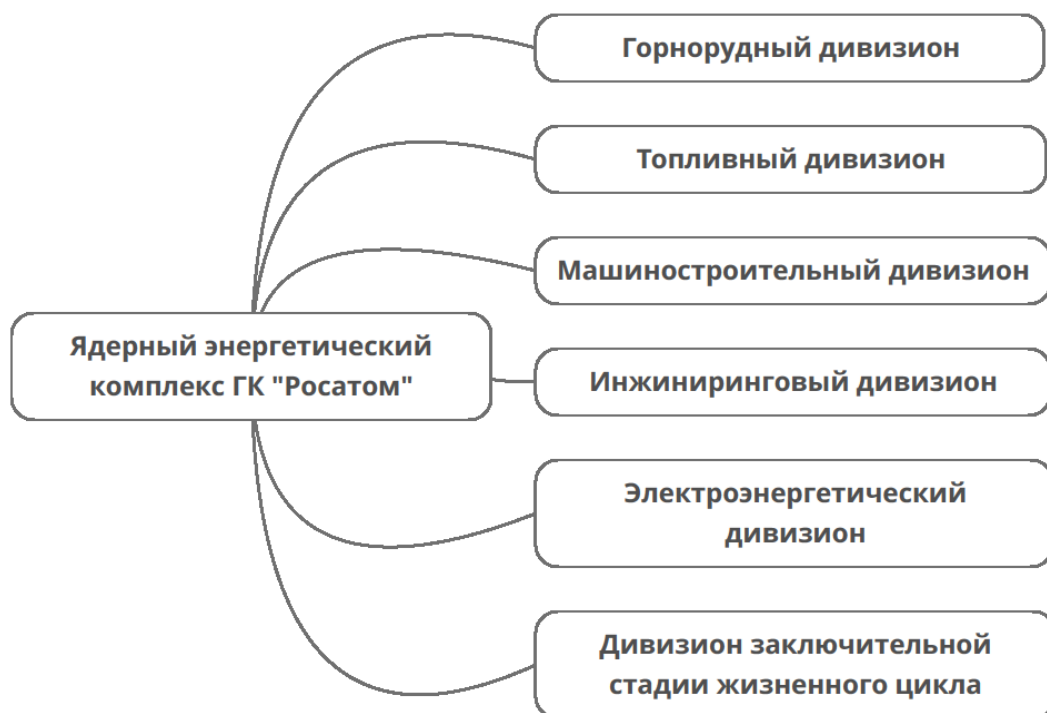 Горнорудный дивизион
Топливный дивизион
Машиностроительный дивизион
Ядерный энергетический
комплекс ГК "Росатом"
Инжиниринговый дивизион
Электроэнергетический
дивизион
Дивизион заключительной
стадии жизненного цикла